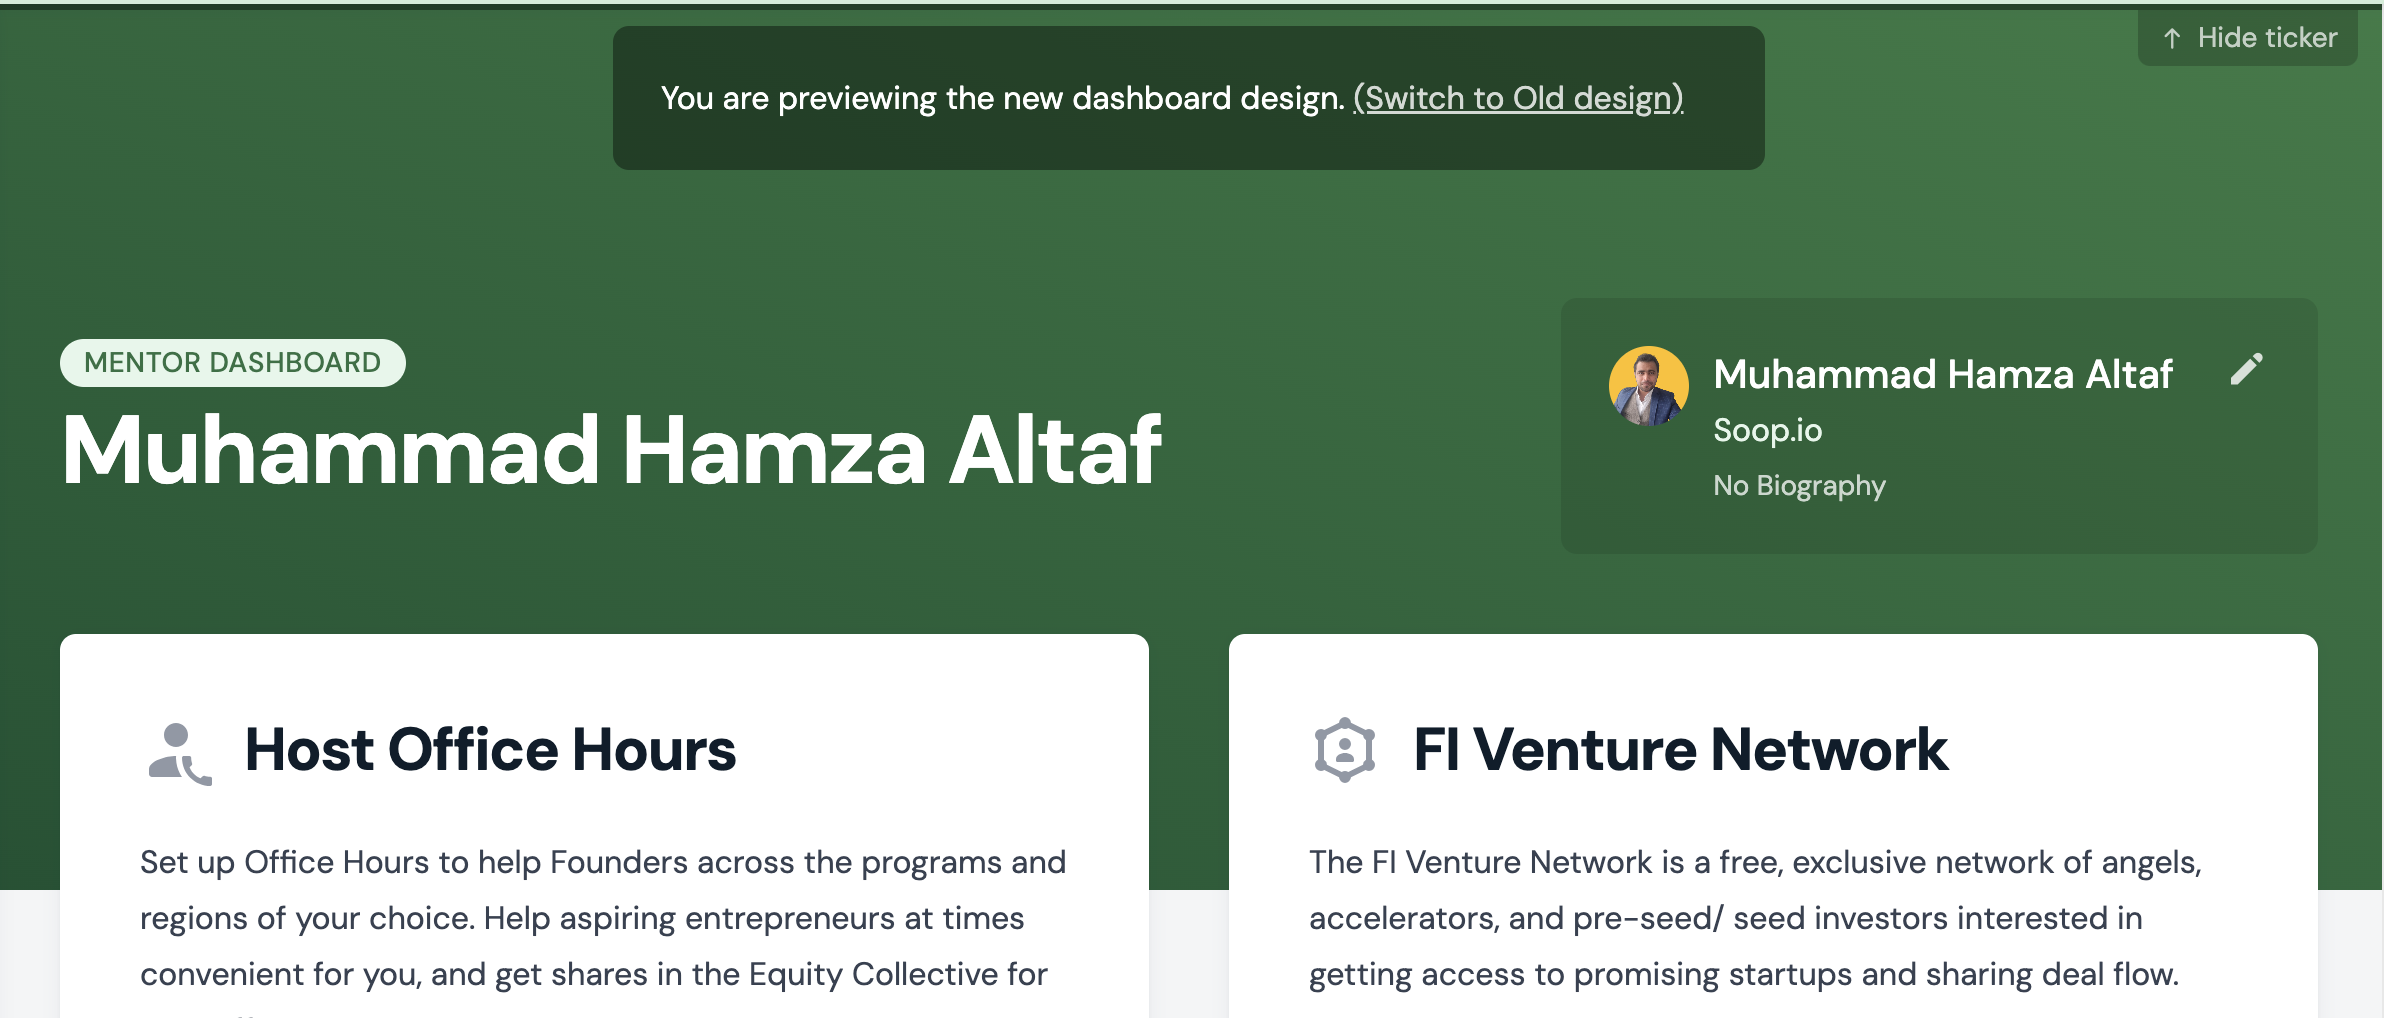 Hide ticker
You are previewing the new dashboard design. (Switch to Old design)
MENTOR DASHBOARD
Muhammad Hamza Altaf
Muhammad Hamza Altaf
Soop.io
No Biography
Host Office Hours
Set up Office Hours to help Founders across the programs and
regions of your choice. Help aspiring entrepreneurs at times
convenient for you, and get shares in the Equity Collective for
FI Venture Network
The FI Venture Network is a free, exclusive network of angels,
accelerators, and pre-seed/ seed investors interested in
getting access to promising startups and sharing deal flow.